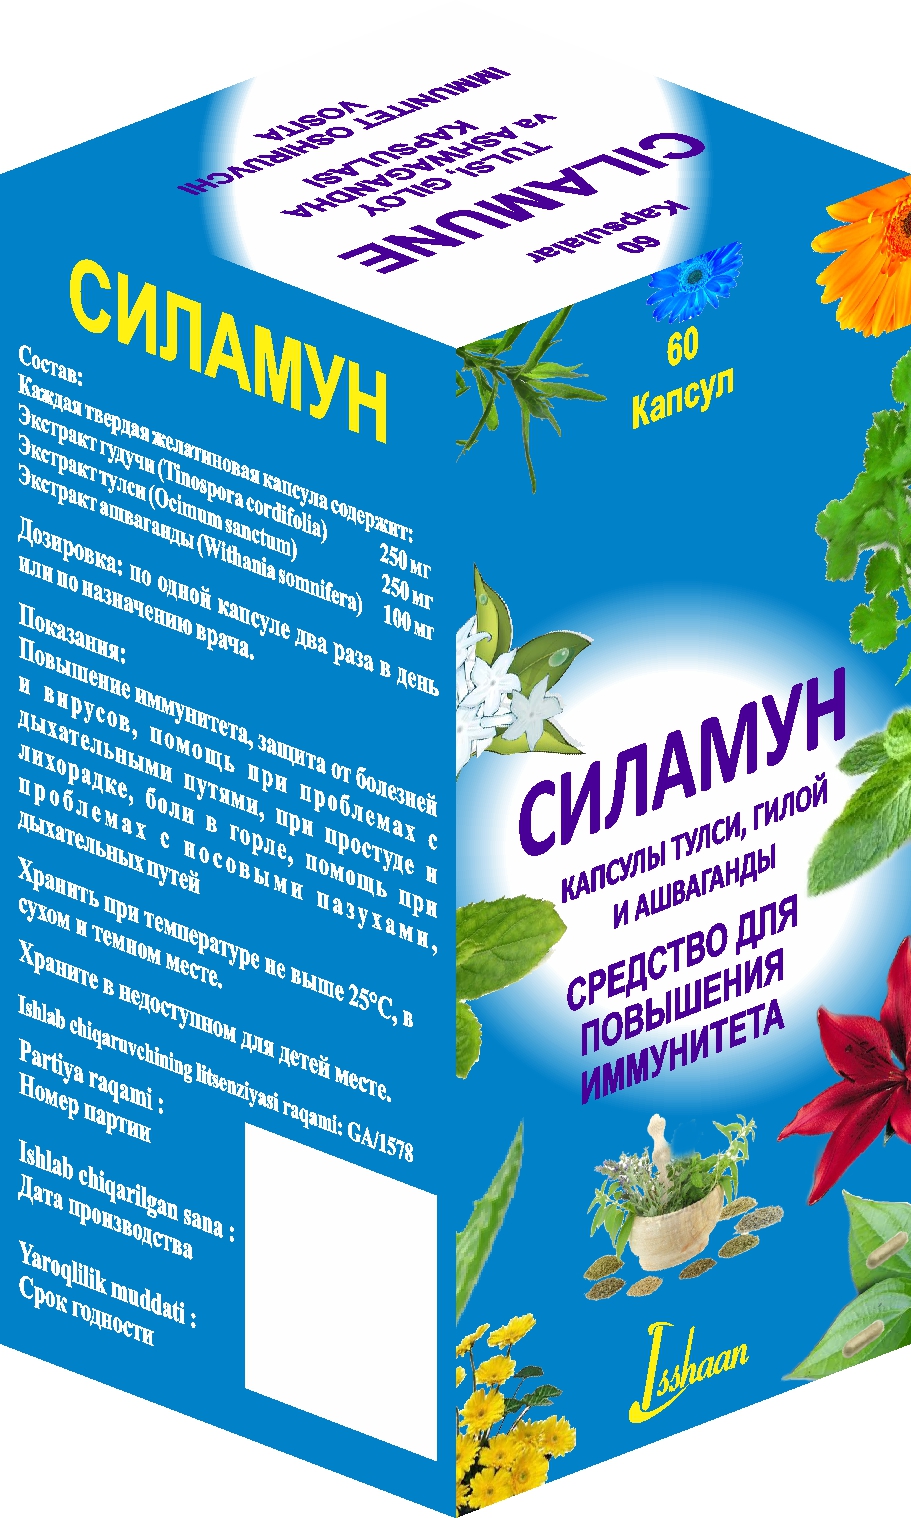 60
Kapsulalar
CILAMUNE
TULSI, GILOY
va ASHWAGANDHA
KAPSULASI
IMMUNITET OSHIRUVCHI
VOSITA
СИЛАМУН
Состав:
Каждая твердая желатиновая капсула содержит:
Экстракт гудучи (Tinospora cordifolia) 250 мг
Экстракт тулси (Ocimum sanctum) 250 мг
Экстракт ашваганды (Withania somnifera) 100 мг
Дозировка: по одной капсуле два раза в день
или по назначению врача.
Показания:
Повышение иммунитета, защита от болезней
и вирусов, помощь при проблемах с
дыхательными путями, при простуде и
лихорадке, боли в горле, помощь при
проблемах с носовыми пазухами,
дыхательных путей
Хранить при температуре не выше 25°C, в
сухом и темном месте.
Храните в недоступном для детей месте.
Ishlab chiqaruvchining litsenziyasi raqami: GA/1578
Partiya raqami :
Номер партии
Ishlab chiqarilgan sana :
Дата производства
Yaroqlilik muddati :
Срок годности
60
Капсул
СИЛАМУН
КАПСУЛЫ ТУЛСИ, ГИЛОЙ
И АШВАГАНДЫ
СРЕДСТВО ДЛЯ
ПОВЫШЕНИЯ
ИММУНИТЕТА
Isshaan